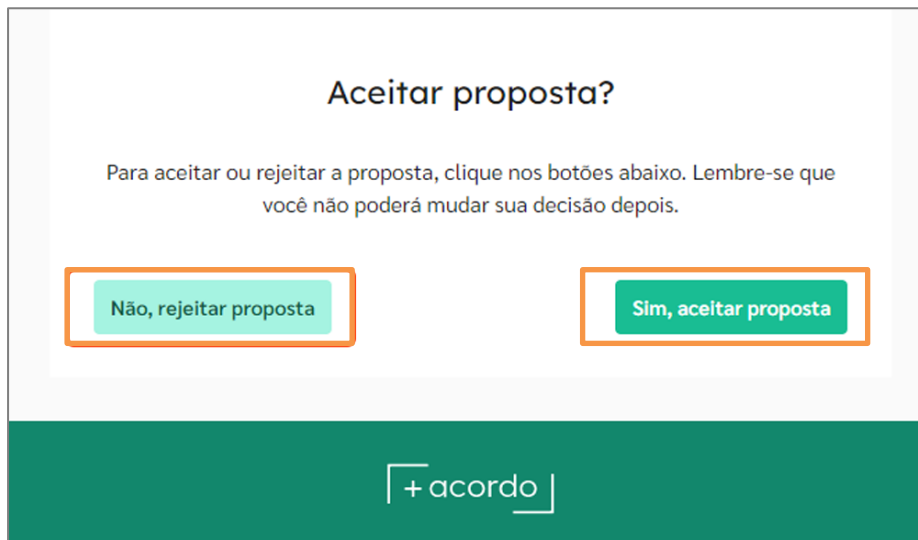 Aceitar proposta?
Para aceitar ou rejeitar a proposta, clique nos botões abaixo. Lembre-se que
você não poderá mudar sua decisão depois.
Não, rejeitar proposta
Sim, aceitar proposta
+acordo